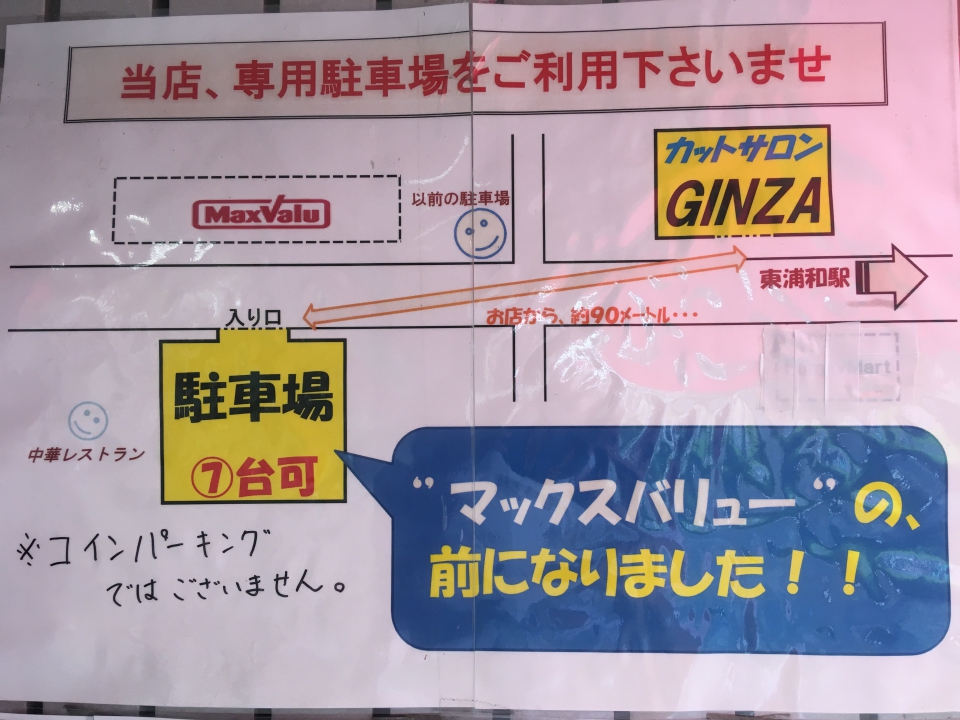 当店、専用駐車場をご利用下さいませ
カットサロン
GINZA
MaxValu
以前の駐車場
東浦和駅
入り口
お店から、約90メートル・・・
Mart
駐車場
⑦台可
中華レストラン
“マックスバリュー“の、
前になりました！！
※コインパーキング
ではございません。